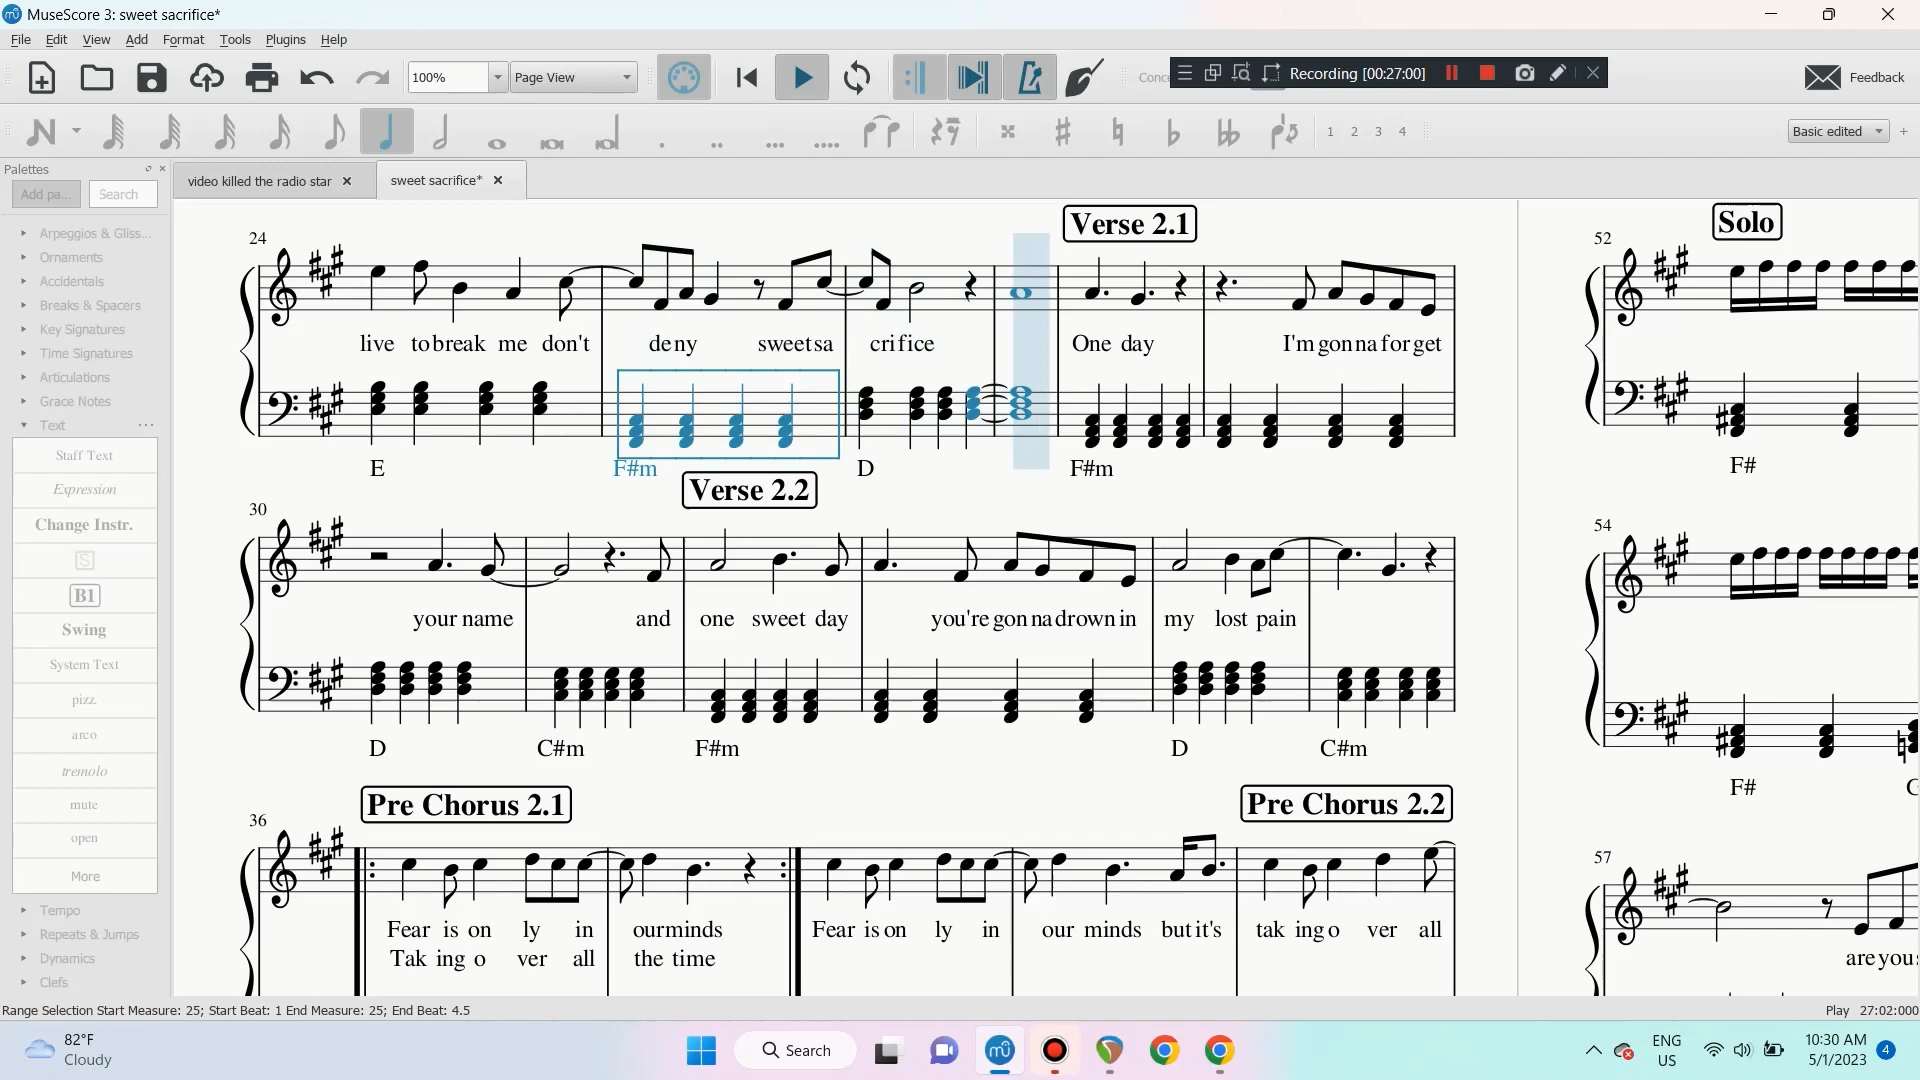 MuseScore 3: sweet sacrifice*
File Edit View Add Format Tools Plugins Help
100% Page View Conce Recording [00:27:00] Feedback
1 2 3 4 Basic edited +
Palettes
Add pa... Search
video killed the radio star
sweet sacrifice*
Arpeggios & Gliss...
Ornaments
Accidentals
Breaks & Spacers
Key Signatures
Time Signatures
Articulations
Grace Notes
Text ...
Staff Text
Expression
Change Instr.
S
B1
Swing
System Text
pizz.
arco
tremolo
mute
open
More
Tempo
Repeats & Jumps
Dynamics
Clefs
Verse 2.1
24
live to break me don't deny sweet sa crifice One day I'm gon na for get
E F#m D F#m
Verse 2.2
30
your name and one sweet day you're gon na drown in my lost pain
D C#m F#m D C#m
Pre Chorus 2.1 Pre Chorus 2.2
36
Fear is on ly in our minds Fear is on ly in our minds but it's tak ing o ver all
Tak ing o ver all the time
Solo
52
F#
54
F#
57
are you
Range Selection Start Measure: 25; Start Beat: 1 End Measure: 25; End Beat: 4.5
Play 27:02:000
82°F
Cloudy
Search
ENG
US
10:30 AM
5/1/2023
4